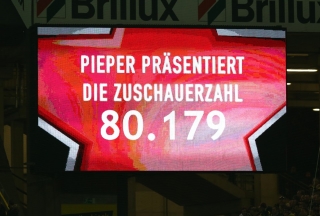 Brillux
Brillux
PIEPER PRÄSENTIERT
DIE ZUSCHAUERZAHL
80.179